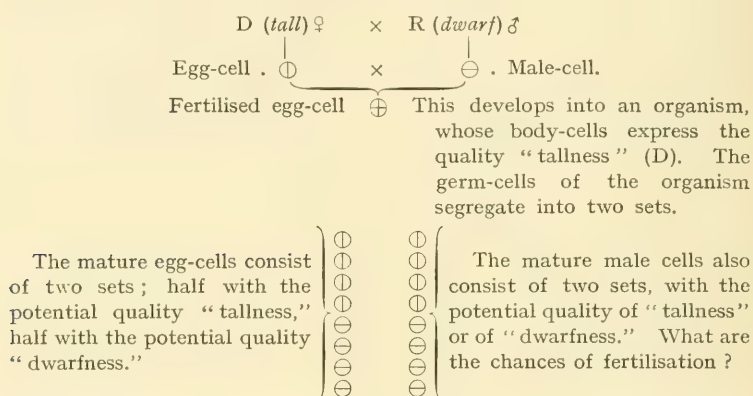 D (tall) ♀ × R (dwarf) ♂
Egg-cell . ⦶ × ⊖ . Male-cell.
Fertilised egg-cell ⊕ This develops into an organism,
whose body-cells express the
quality “tallness” (D). The
germ-cells of the organism
segregate into two sets.
The mature egg-cells consist
of two sets; half with the
potential quality “tallness,”
half with the potential quality
“dwarfness.”
The mature male cells also
consist of two sets, with the
potential quality of “tallness”
or of “dwarfness.” What are
the chances of fertilisation?